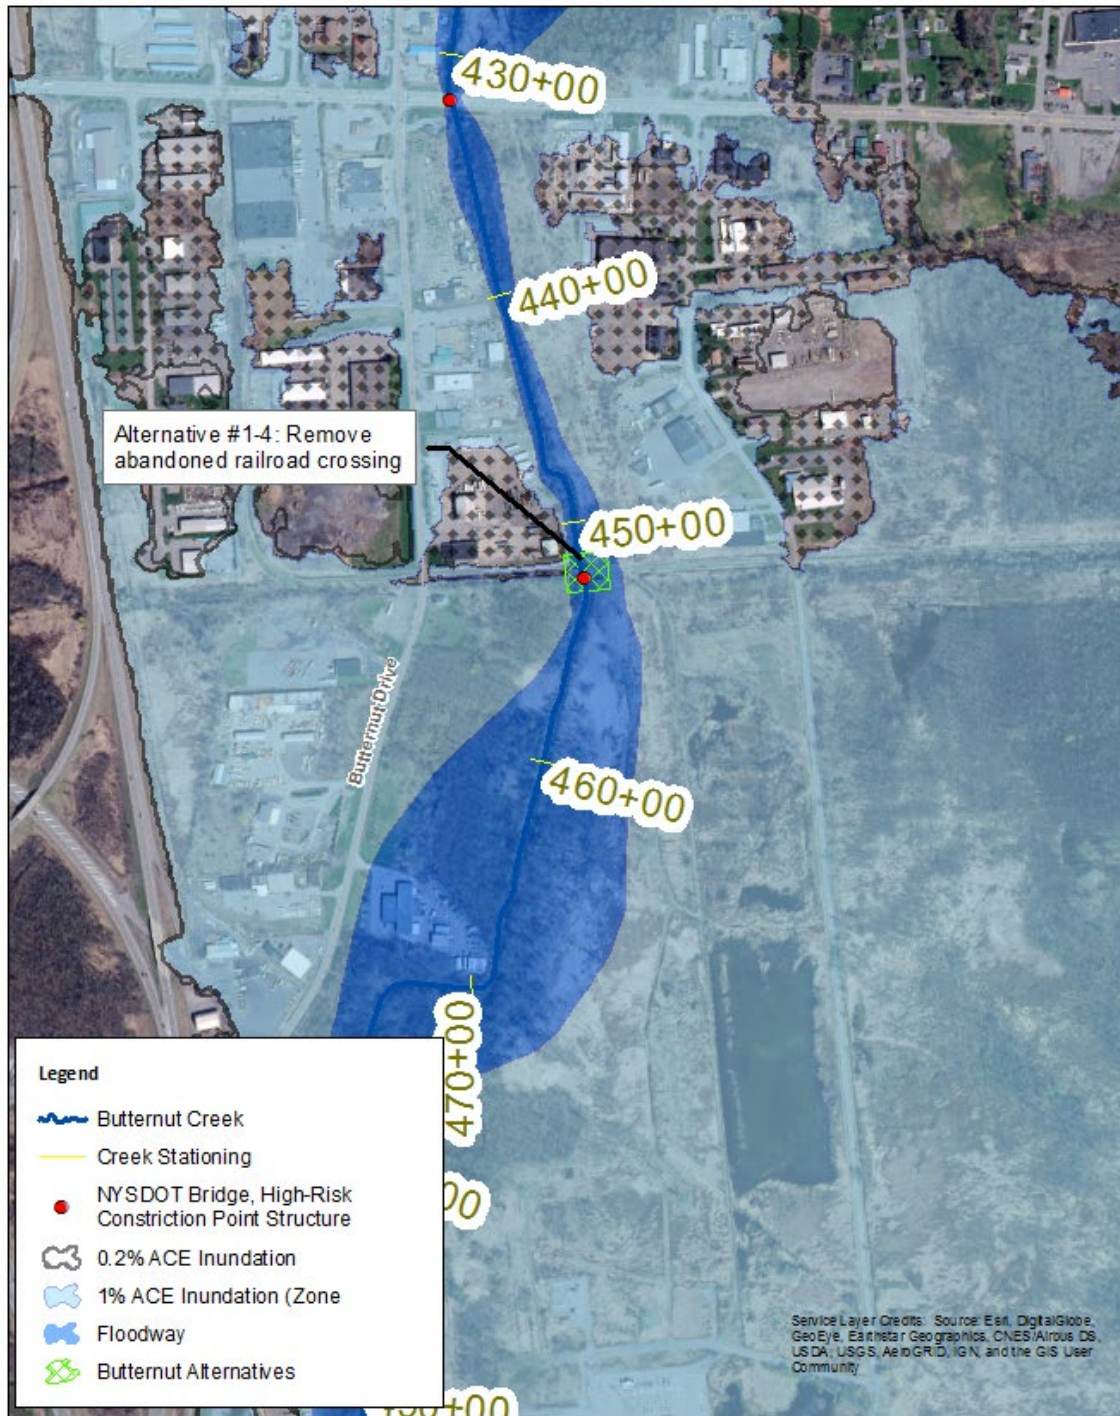 430+00
440+00
Alternative #1-4: Remove
abandoned railroad crossing
450+00
Butternut Drive
460+00
470+00
Legend
Butternut Creek
Creek Stationing
NYSDOT Bridge, High-Risk
Constriction Point Structure
0.2% ACE Inundation
1% ACE Inundation (Zone
Floodway
Butternut Alternatives
Service Layer Credits: Source: Esri, DigitalGlobe,
GeoEye, Earthstar Geographics, CNES/Airbus DS,
USDA, USGS, AeroGRID, IGN, and the GIS User
Community